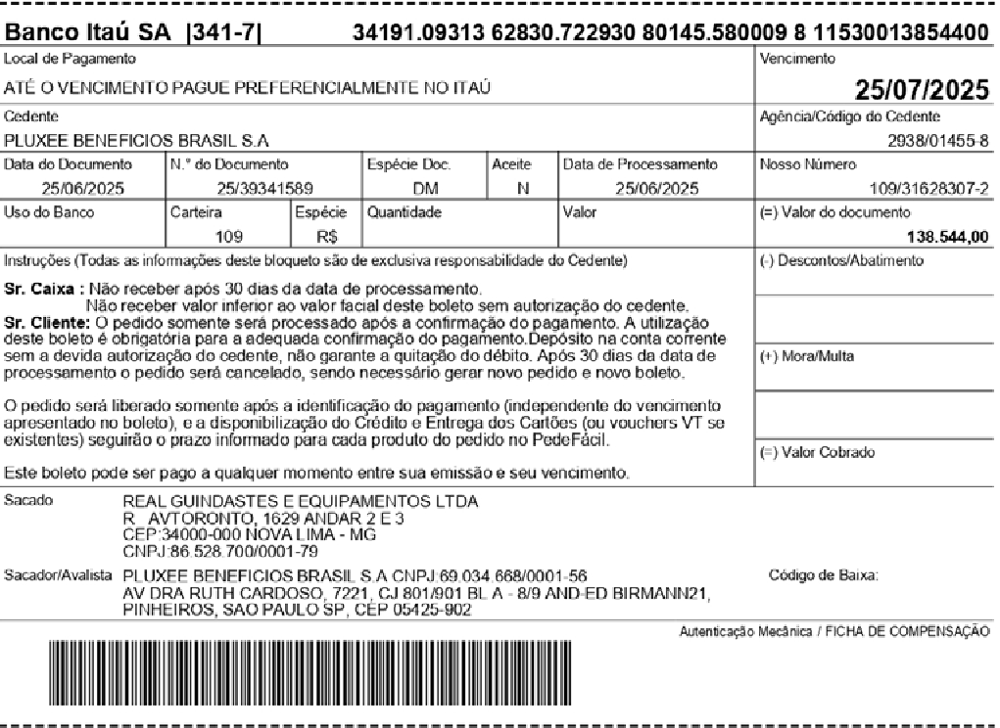 Banco Itaú SA |341-7| 34191.09313 62830.722930 80145.580009 8 11530013854400
Local de Pagamento
ATÉ O VENCIMENTO PAGUE PREFERENCIALMENTE NO ITAÚ
Vencimento
25/07/2025
Cedente
PLUXEE BENEFICIOS BRASIL S.A
Agência/Código do Cedente
2938/01455-8
Data do Documento
25/06/2025
N.° do Documento
25/39341589
Espécie Doc.
DM
Aceite
N
Data de Processamento
25/06/2025
Nosso Número
109/31628307-2
Uso do Banco
Carteira
109
Espécie
R$
Quantidade
Valor
(=) Valor do documento
138.544,00
Instruções (Todas as informações deste bloqueto são de exclusiva responsabilidade do Cedente)
Sr. Caixa : Não receber após 30 dias da data de processamento.
Não receber valor inferior ao valor facial deste boleto sem autorização do cedente.
Sr. Cliente: O pedido somente será processado após a confirmação do pagamento. A utilização
deste boleto é obrigatória para a adequada confirmação do pagamento.Depósito na conta corrente
sem a devida autorização do cedente, não garante a quitação do débito. Após 30 dias da data de
processamento o pedido será cancelado, sendo necessário gerar novo pedido e novo boleto.
O pedido será liberado somente após a identificação do pagamento (independente do vencimento
apresentado no boleto), e a disponibilização do Crédito e Entrega dos Cartões (ou vouchers VT se
existentes) seguirão o prazo informado para cada produto do pedido no PedeFácil.
Este boleto pode ser pago a qualquer momento entre sua emissão e seu vencimento.
(-) Descontos/Abatimento
(+) Mora/Multa
(=) Valor Cobrado
Sacado
REAL GUINDASTES E EQUIPAMENTOS LTDA
R AVTORONTO, 1629 ANDAR 2 E 3
CEP:34000-000 NOVA LIMA - MG
CNPJ:86.528.700/0001-79
Sacador/Avalista PLUXEE BENEFICIOS BRASIL S.A CNPJ:69.034.668/0001-56
AV DRA RUTH CARDOSO, 7221, CJ 801/901 BL A - 8/9 AND-ED BIRMANN21,
PINHEIROS, SAO PAULO SP, CEP 05425-902
Código de Baixa:
Autenticação Mecânica / FICHA DE COMPENSAÇÃO